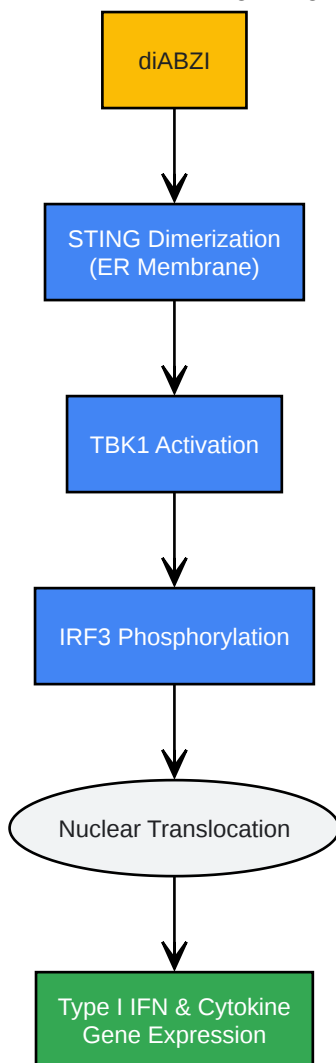 diABZI
STING Dimerization
(ER Membrane)
TBK1 Activation
IRF3 Phosphorylation
Nuclear Translocation
Type I IFN & Cytokine
Gene Expression